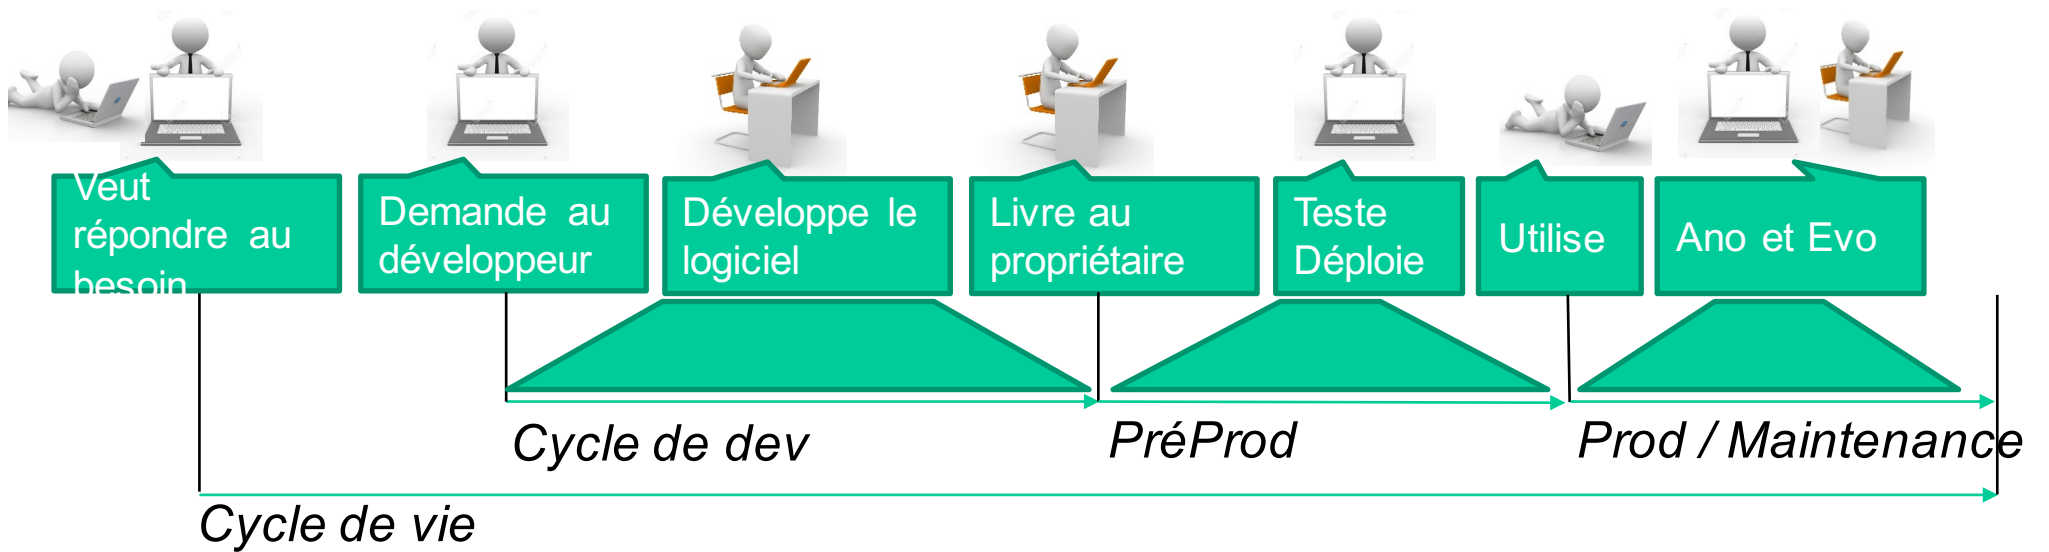 Veut
répondre au
besoin
Demande au
développeur
Développe le
logiciel
Livre au
propriétaire
Teste
Déploie
Utilise
Ano et Evo
Cycle de dev
PréProd
Prod / Maintenance
Cycle de vie